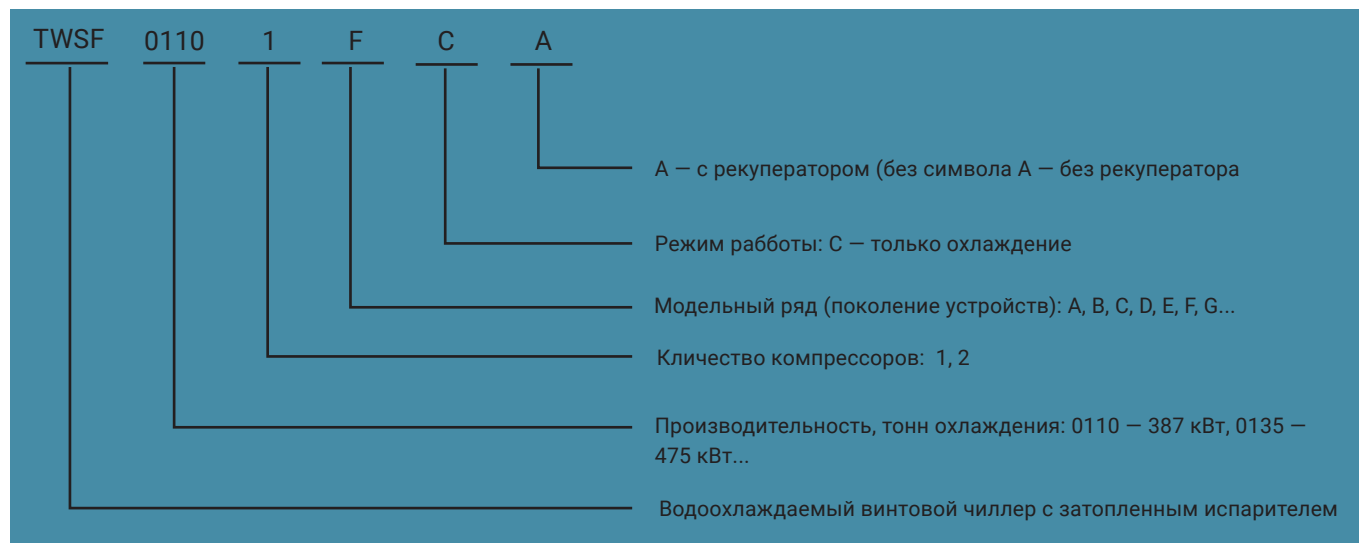 TWSF 0110 1 F C A
А — с рекуператором (без символа А — без рекуператора
Режим рабботы: С — только охлаждение
Модельный ряд (поколение устройств): A, B, C, D, E, F, G...
Кличество компрессоров: 1, 2
Производительность, тонн охлаждения: 0110 — 387 кВт, 0135 —
475 кВт...
Водоохлаждаемый винтовой чиллер с затопленным испарителем